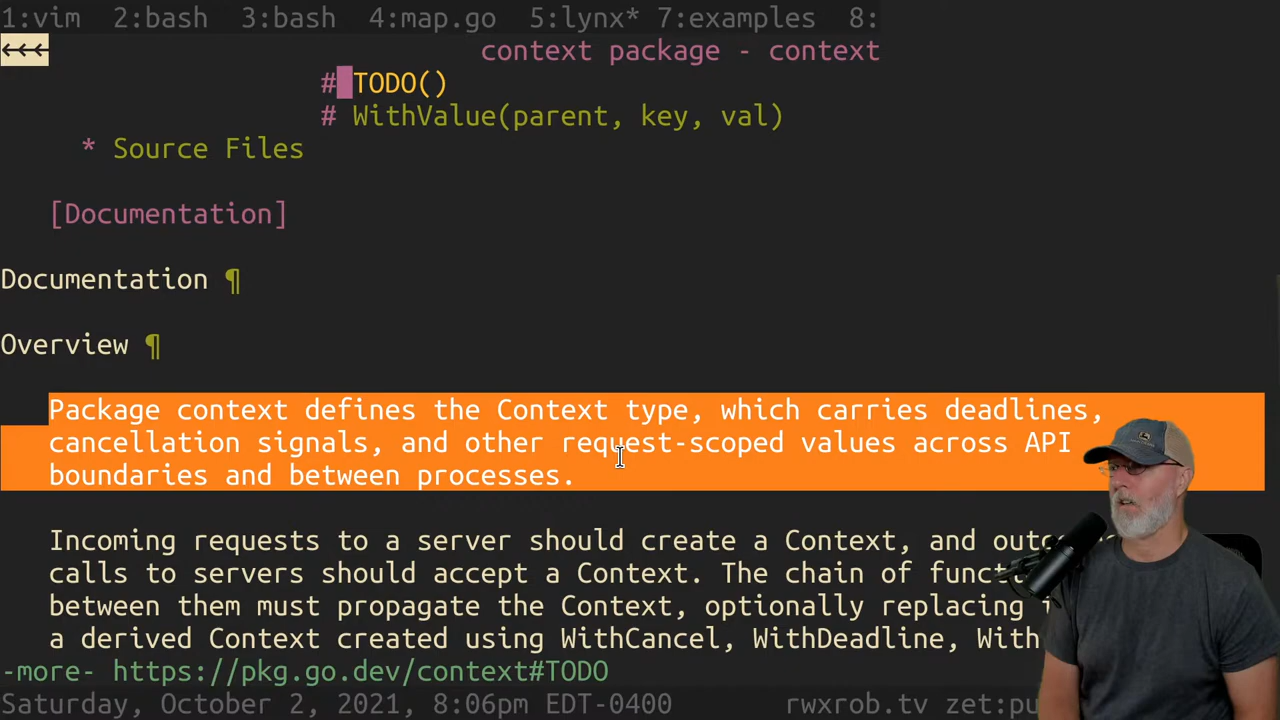 1:vim 2:bash 3:bash 4:map.go 5:lynx* 7:examples 8:
←←← context package - context
# TODO()
# WithValue(parent, key, val)
* Source Files
[Documentation]
Documentation ¶
Overview ¶
Package context defines the Context type, which carries deadlines,
cancellation signals, and other request-scoped values across API
boundaries and between processes.
Incoming requests to a server should create a Context, and
calls to servers should accept a Context. The chain of
between them must propagate the Context, optionally replacing
a derived Context created using WithCancel, WithDeadline, With
-more- https://pkg.go.dev/context#TODO
Saturday, October 2, 2021, 8:06pm EDT-0400 rwxrob.tv zet:pu